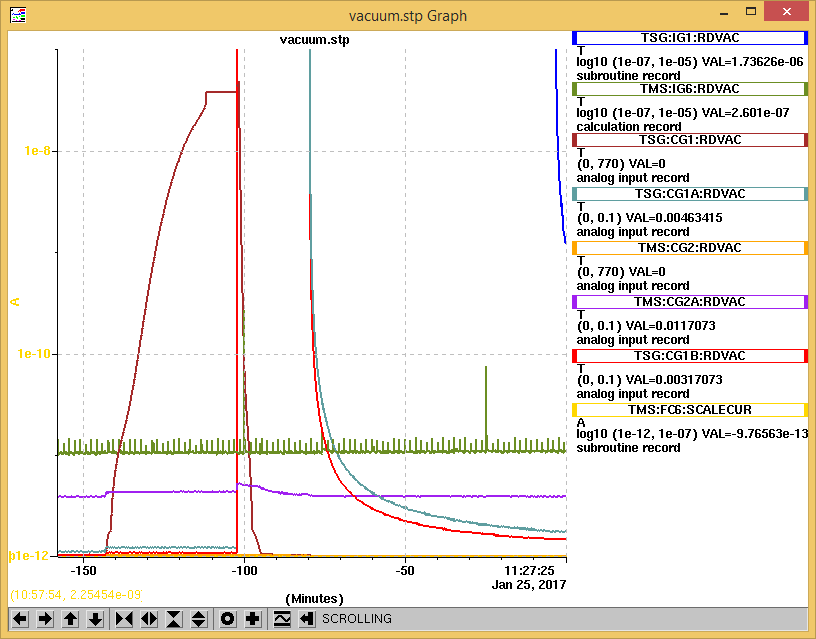 vacuum.stp Graph
vacuum.stp
1e-8
A
1e-10
1e-12
-150
-100
-50
11:27:25
Jan 25, 2017
(Minutes)
(10:57:54, 2.25454e-09
TSG:IG1:RDVAC
T
log10 (1e-07, 1e-05) VAL=1.73626e-06
subroutine record
TMS:IG6:RDVAC
T
log10 (1e-07, 1e-05) VAL=2.601e-07
calculation record
TSG:CG1:RDVAC
T
(0, 770) VAL=0
analog input record
TSG:CG1A:RDVAC
T
(0, 0.1) VAL=0.00463415
analog input record
TMS:CG2:RDVAC
T
(0, 770) VAL=0
analog input record
TMS:CG2A:RDVAC
T
(0, 0.1) VAL=0.0117073
analog input record
TSG:CG1B:RDVAC
T
(0, 0.1) VAL=0.00317073
analog input record
TMS:FC6:SCALECUR
A
log10 (1e-12, 1e-07) VAL=-9.76563e-13
subroutine record
SCROLLING